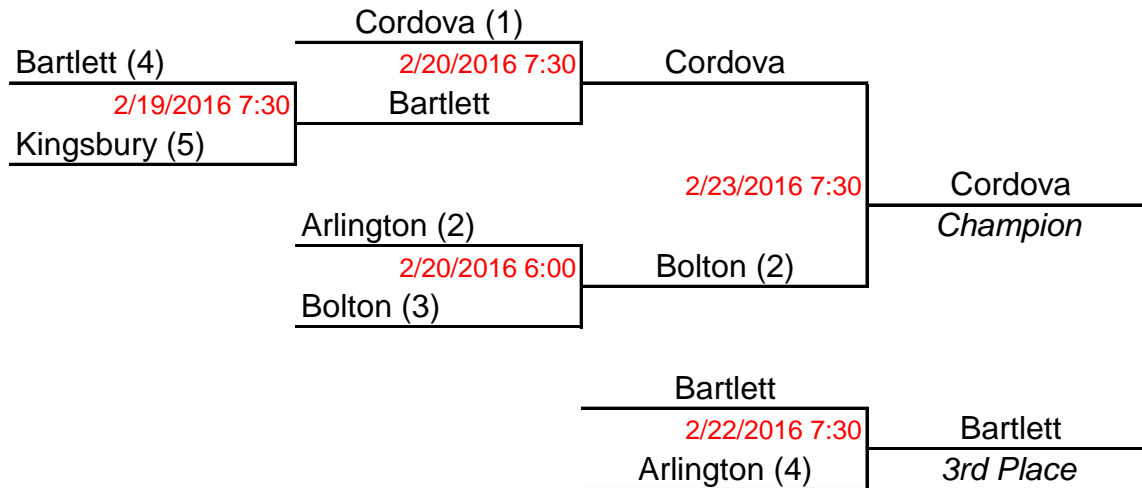 Cordova (1)
Bartlett (4)
2/20/2016 7:30
Cordova
2/19/2016 7:30
Bartlett
Kingsbury (5)
2/23/2016 7:30
Cordova
Arlington (2)
Champion
2/20/2016 6:00
Bolton (2)
Bolton (3)
Bartlett
2/22/2016 7:30
Bartlett
Arlington (4)
3rd Place